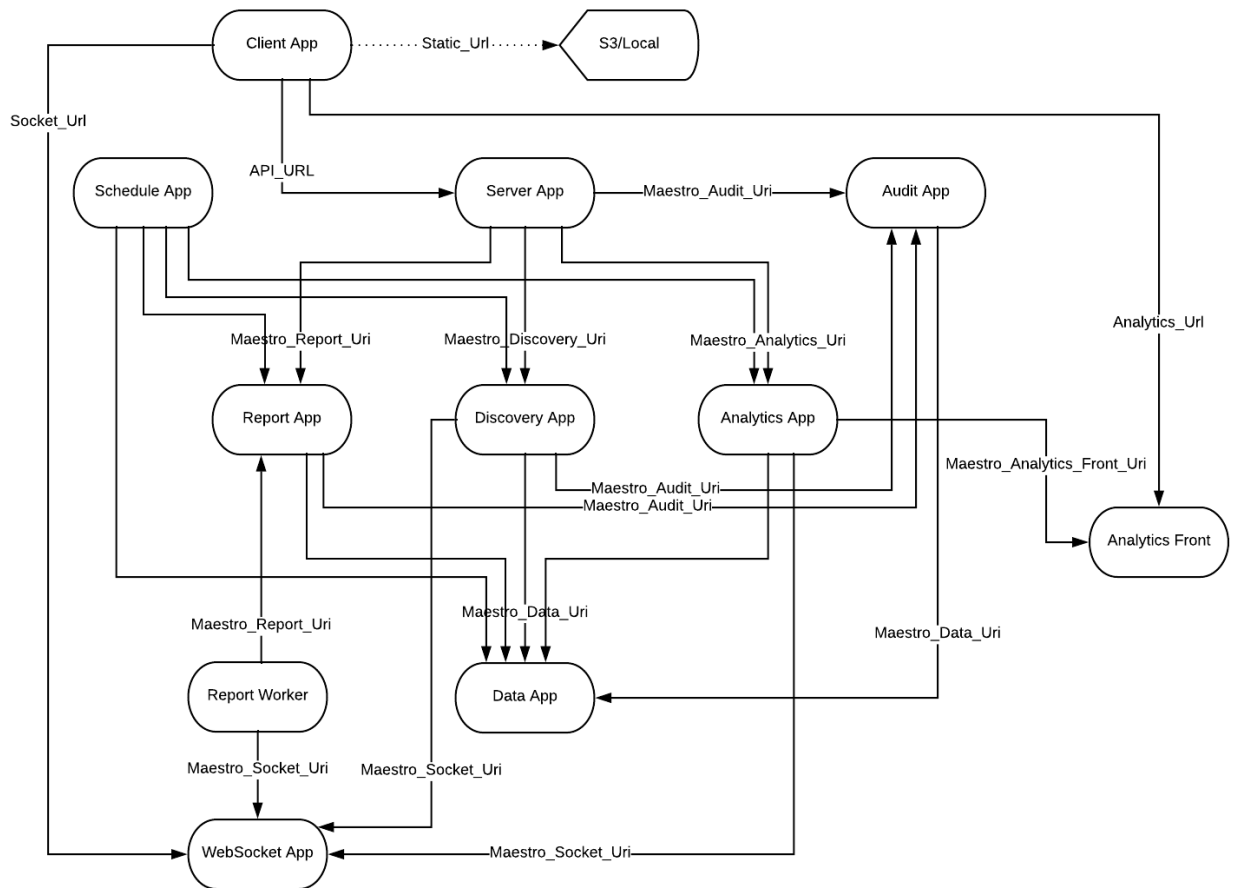 Client App
Static_Url
S3/Local
Socket_Url
API_URL
Schedule App
Server App
Maestro_Audit_Uri
Audit App
Analytics_Url
Maestro_Report_Uri
Maestro_Discovery_Uri
Maestro_Analytics_Uri
Report App
Discovery App
Analytics App
Maestro_Analytics_Front_Uri
Maestro_Audit_Uri
Maestro_Audit_Uri
Analytics Front
Maestro_Report_Uri
Maestro_Data_Uri
Maestro_Data_Uri
Report Worker
Data App
Maestro_Socket_Uri
Maestro_Socket_Uri
WebSocket App
Maestro_Socket_Uri